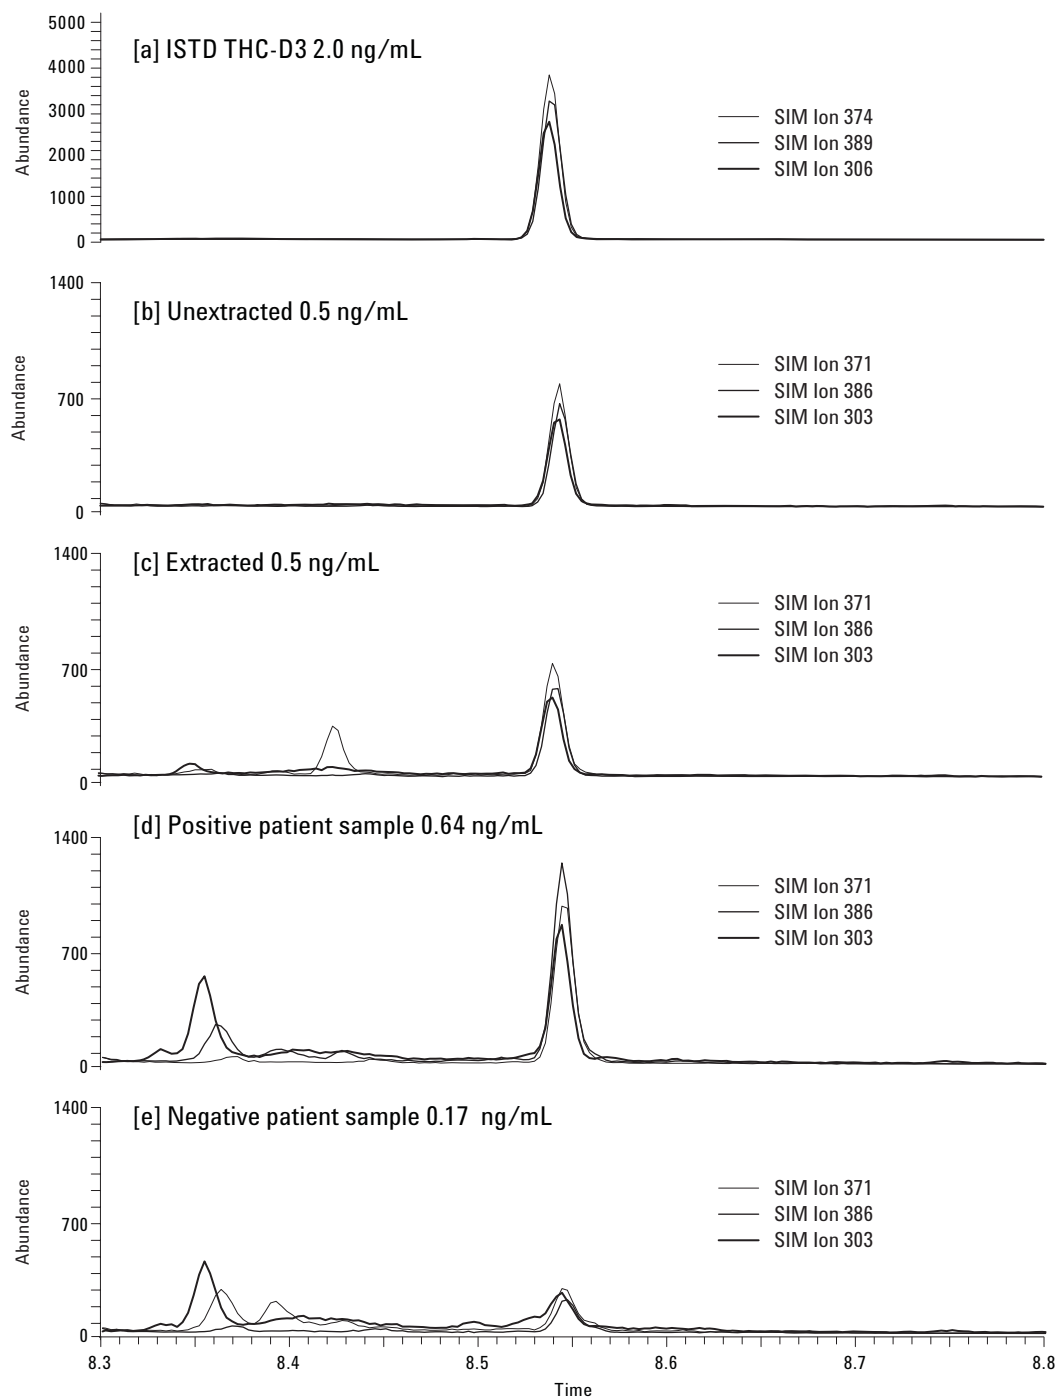 [a] ISTD THC-D3 2.0 ng/mL
5000
4000
3000
2000
1000
0
Abundance
SIM Ion 374
SIM Ion 389
SIM Ion 306
[b] Unextracted 0.5 ng/mL
1400
700
0
Abundance
SIM Ion 371
SIM Ion 386
SIM Ion 303
[c] Extracted 0.5 ng/mL
1400
700
0
Abundance
SIM Ion 371
SIM Ion 386
SIM Ion 303
[d] Positive patient sample 0.64 ng/mL
1400
700
0
Abundance
SIM Ion 371
SIM Ion 386
SIM Ion 303
[e] Negative patient sample 0.17 ng/mL
1400
700
0
Abundance
SIM Ion 371
SIM Ion 386
SIM Ion 303
8.3 8.4 8.5 8.6 8.7 8.8
Time